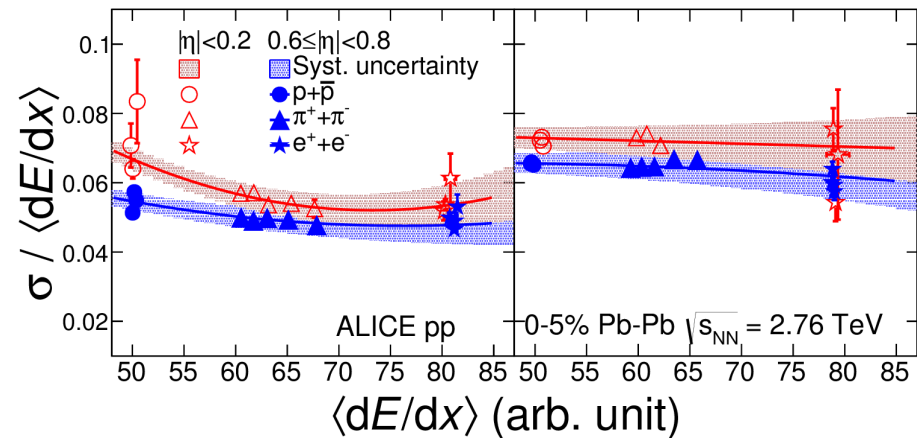 |η|<0.2 0.6≤|η|<0.8
Syst. uncertainty
p+p̅
π⁺+π⁻
e⁺+e⁻
0.1
0.08
0.06
0.04
0.02
σ / ⟨dE/dx⟩
ALICE pp
0-5% Pb-Pb √s_NN = 2.76 TeV
50 55 60 65 70 75 80 85 50 55 60 65 70 75 80 85
⟨dE/dx⟩ (arb. unit)